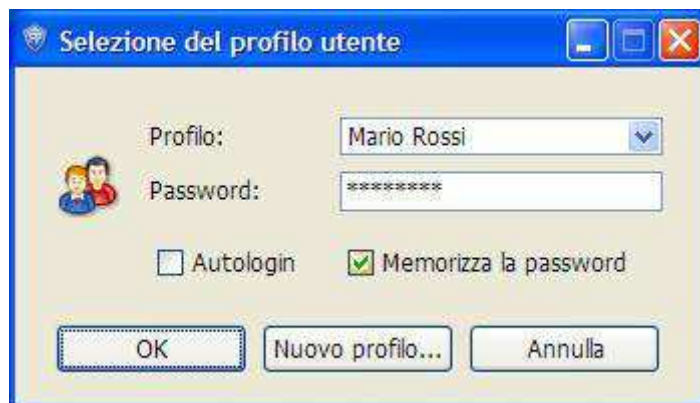 Selezione del profilo utente
Profilo: Mario Rossi
Password: ********
Autologin Memorizza la password
OK Nuovo profilo... Annulla